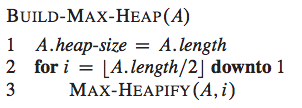 BUILD-MAX-HEAP(A)
1 A.heap-size = A.length
2 for i = ⌊A.length/2⌋ downto 1
3 MAX-HEAPIFY(A, i)